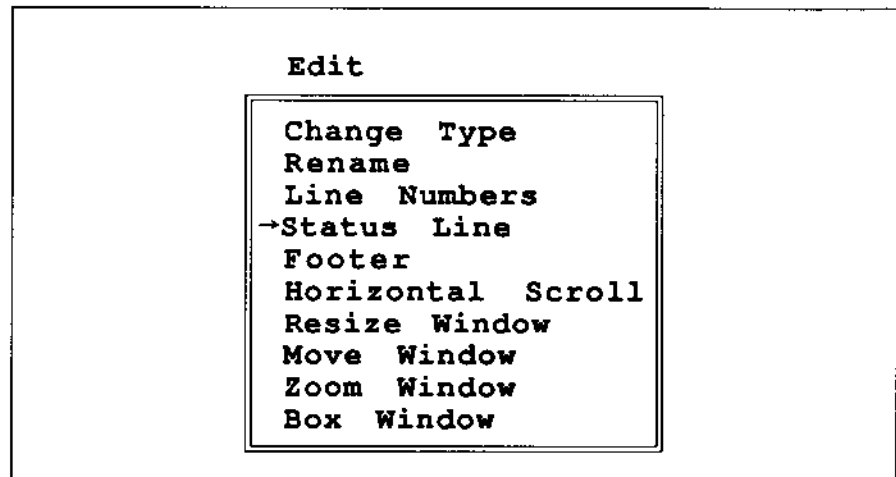 Edit
Change Type
Rename
Line Numbers
→Status Line
Footer
Horizontal Scroll
Resize Window
Move Window
Zoom Window
Box Window